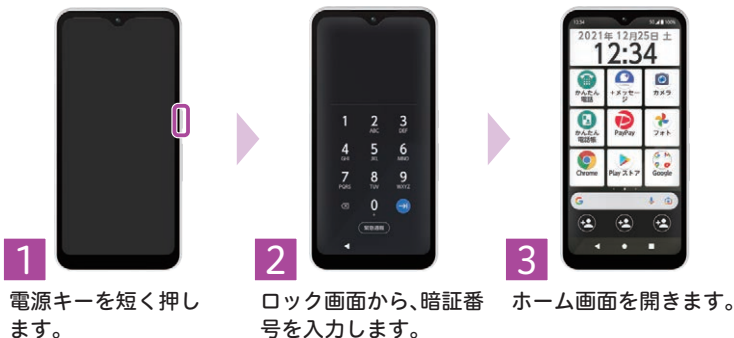 1
電源キーを短く押し
ます。
2
ロック画面から、暗証番
号を入力します。
1
2
ABC
3
DEF
4
GHI
5
JKL
6
MNO
7
PQRS
8
TUV
9
WXYZ
0
+
緊急通報
3
ホーム画面を開きます。
12:34
100%
2021年 12月25日 土
12:34
かんたん
電話
+メッセー
ジ
カメラ
かんたん
電話帳
PayPay
フォト
Chrome
Play ストア
Google